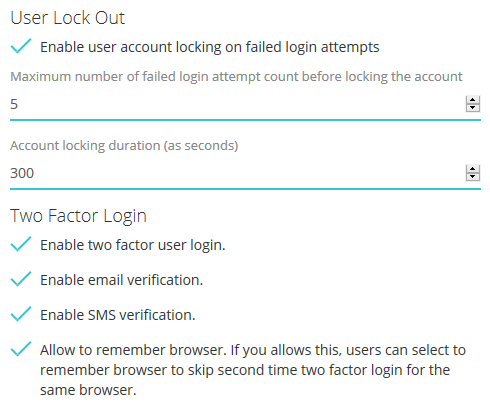 User Lock Out
Enable user account locking on failed login attempts
Maximum number of failed login attempt count before locking the account
5
Account locking duration (as seconds)
300
Two Factor Login
Enable two factor user login.
Enable email verification.
Enable SMS verification.
Allow to remember browser. If you allows this, users can select to
remember browser to skip second time two factor login for the
same browser.